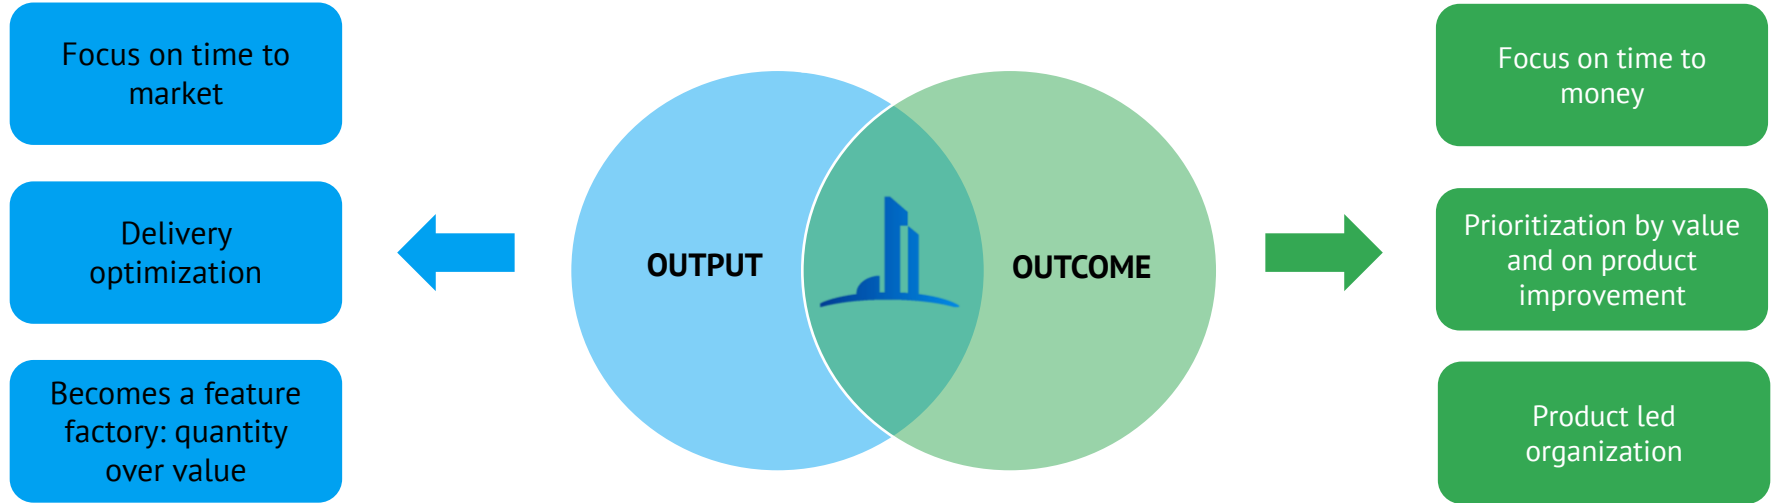 Focus on time to
market
Delivery
optimization
Becomes a feature
factory: quantity
over value
OUTPUT
OUTCOME
Focus on time to
money
Prioritization by value
and on product
improvement
Product led
organization